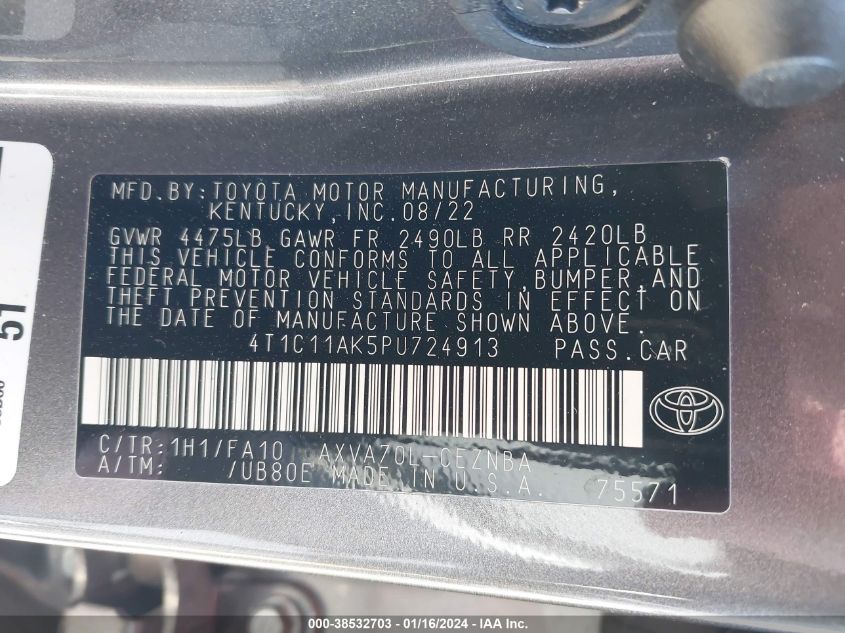 MFD.BY:TOYOTA MOTOR MANUFACTURING,
KENTUCKY,INC.08/22
GVWR 4475LB GAWR FR 2490LB RR 2420LB
THIS VEHICLE CONFORMS TO ALL APPLICABLE
FEDERAL MOTOR VEHICLE SAFETY,BUMPER,AND
THEFT PREVENTION STANDARDS IN EFFECT ON
THE DATE OF MANUFACTURE SHOWN ABOVE.
4T1C11AK5PU724913 PASS.CAR
C/TR:1H1/FA10 AXVA70L-CEZNBA
A/TM: /UB80E MADE IN U.S.A. 75571
51
000-38532703 / 01/16/2024 / © IAA Inc.